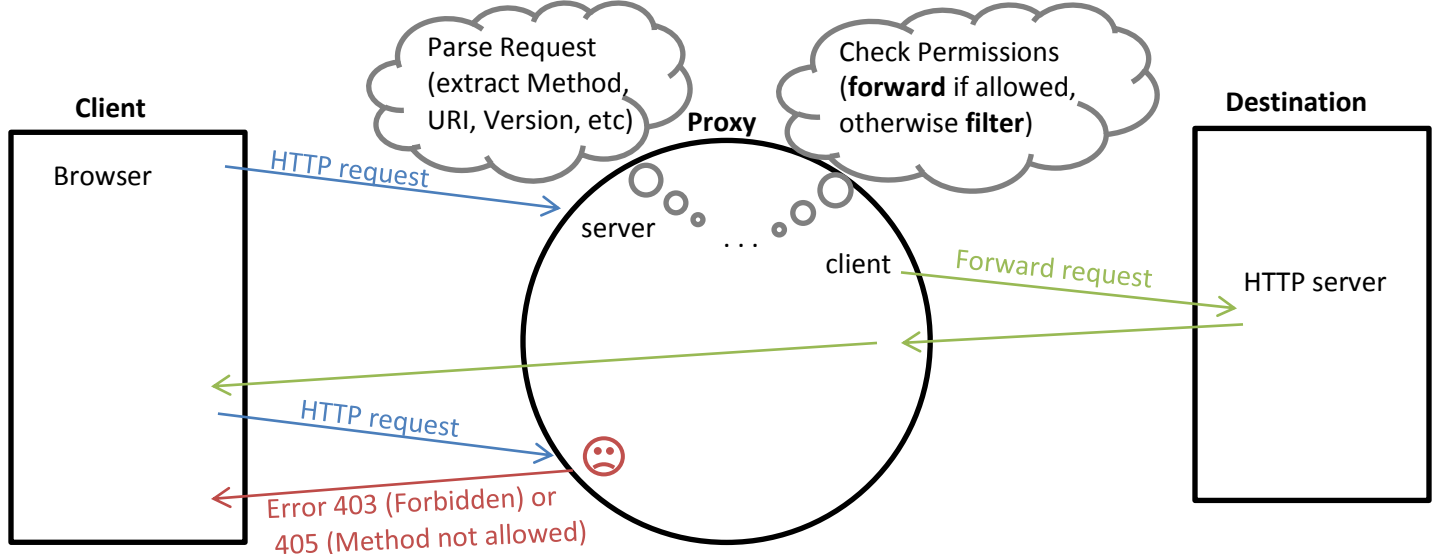 Parse Request
(extract Method,
URI, Version, etc)
Check Permissions
(forward if allowed,
otherwise filter)
Client
Proxy
Destination
Browser
HTTP request
server
. . .
client
Forward request
HTTP server
HTTP request
Error 403 (Forbidden) or
405 (Method not allowed)